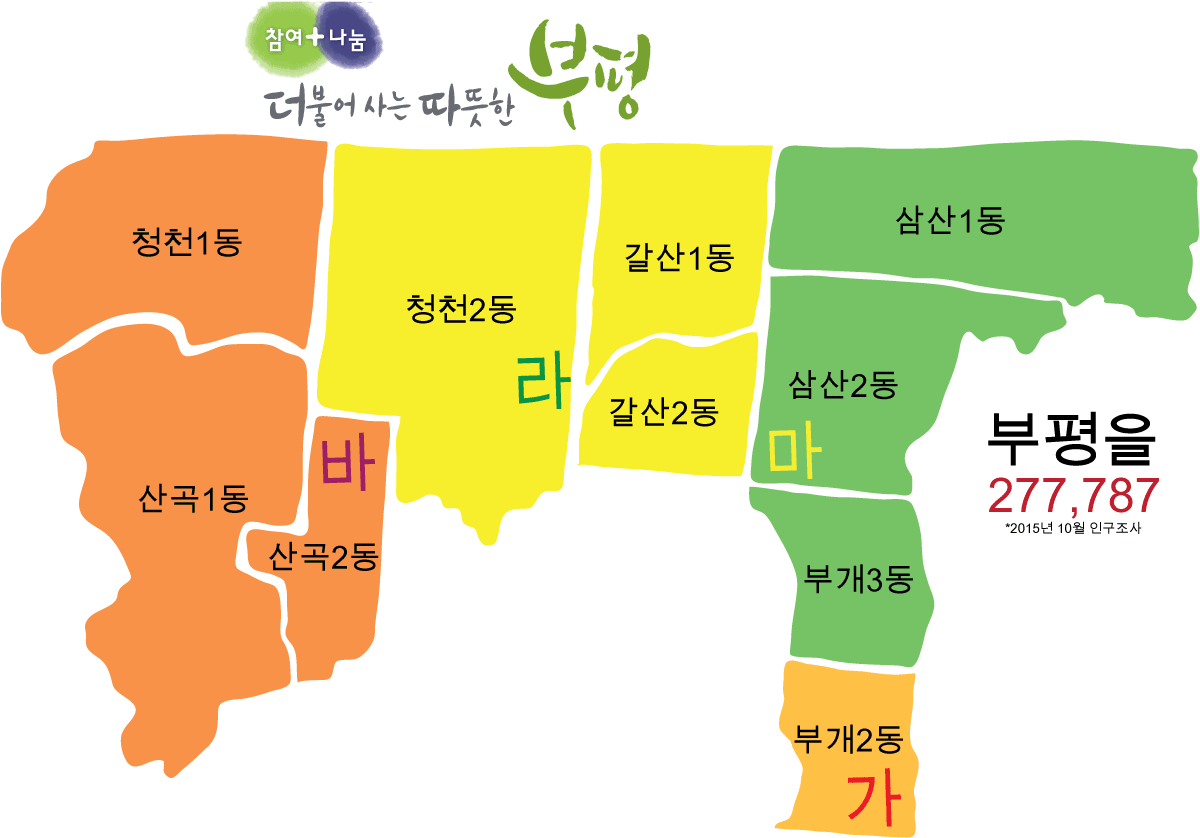 참여+나눔
더불어 사는 따뜻한 부평
청천1동
청천2동
라
갈산1동
갈산2동
삼산1동
삼산2동
마
산곡1동
바
산곡2동
부개3동
부개2동
가
부평을
277,787
*2015년 10월 인구조사